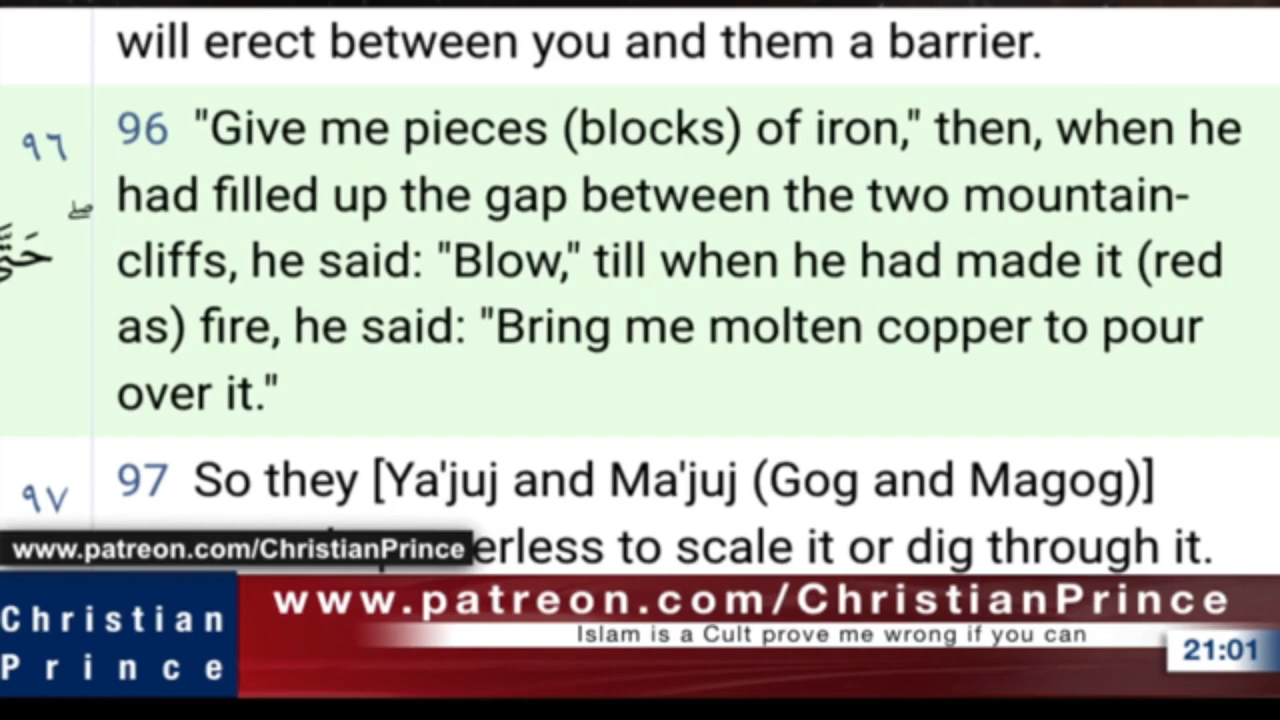 will erect between you and them a barrier.
٩٦
96 "Give me pieces (blocks) of iron," then, when he
had filled up the gap between the two mountain-
cliffs, he said: "Blow," till when he had made it (red
as) fire, he said: "Bring me molten copper to pour
over it."
٩٧
97 So they [Ya'juj and Ma'juj (Gog and Magog)]
to scale it or dig through it.
www.patreon.com/ChristianPrince
www.patreon.com/ChristianPrince
Islam is a Cult prove me wrong if you can
Christian
Prince
21:01